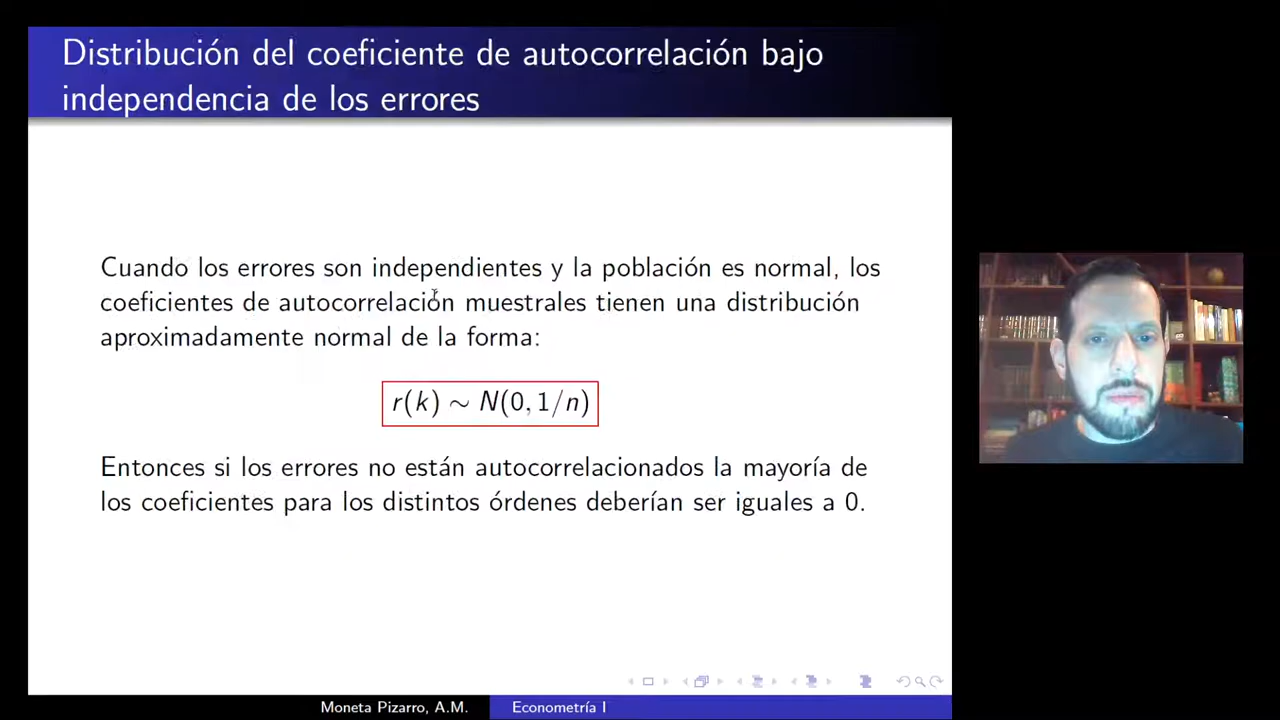 Distribución del coeficiente de autocorrelación bajo
independencia de los errores
Cuando los errores son independientes y la población es normal, los
coeficientes de autocorrelación muestrales tienen una distribución
aproximadamente normal de la forma:
r(k) ∼ N(0, 1/n)
Entonces si los errores no están autocorrelacionados la mayoría de
los coeficientes para los distintos órdenes deberían ser iguales a 0.
Moneta Pizarro, A.M.
Econometría I